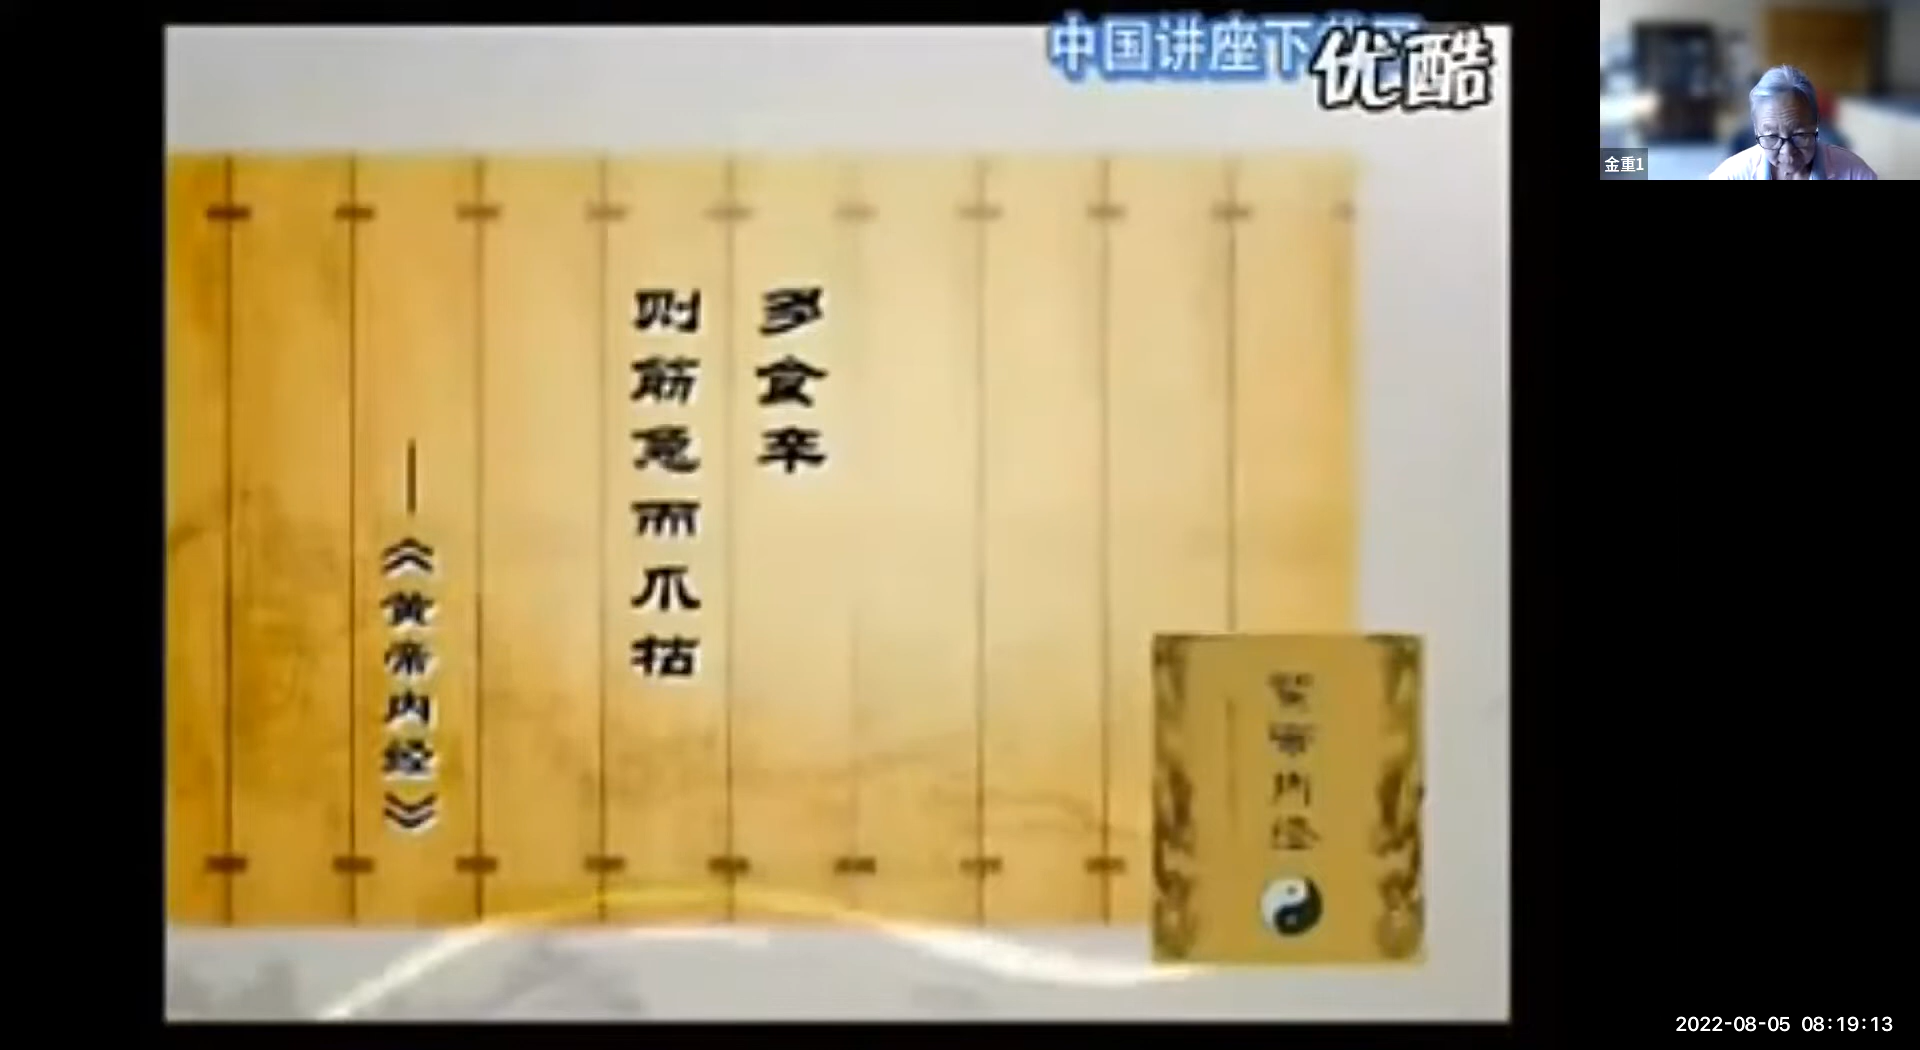 中国讲座下
优酷
金重1
多食辛
则筋急而爪枯
——《黄帝内经》
黄帝内经
2022-08-05 08:19:13